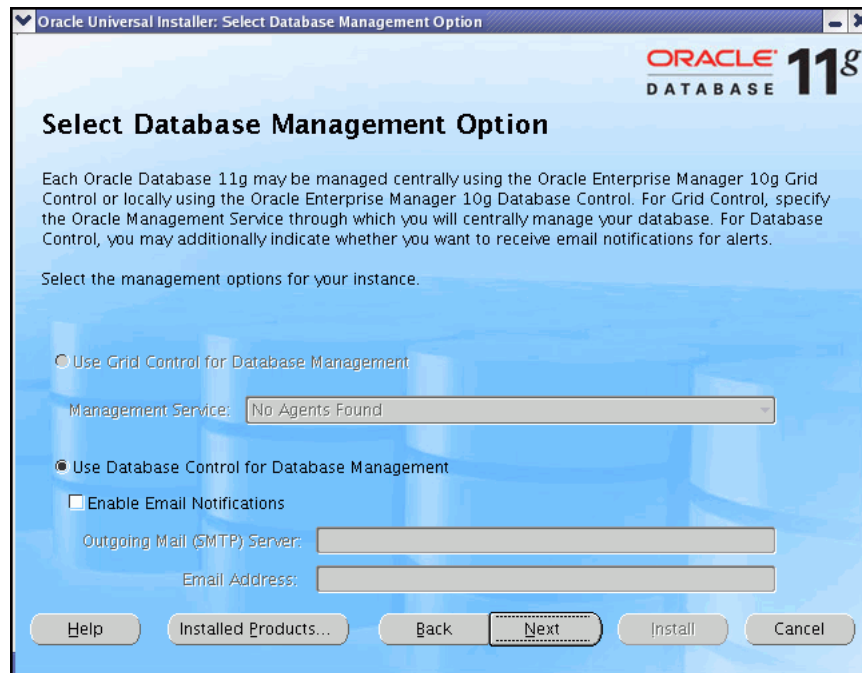 Oracle Universal Installer: Select Database Management Option
ORACLE 11g
DATABASE
Select Database Management Option
Each Oracle Database 11g may be managed centrally using the Oracle Enterprise Manager 10g Grid
Control or locally using the Oracle Enterprise Manager 10g Database Control. For Grid Control, specify
the Oracle Management Service through which you will centrally manage your database. For Database
Control, you may additionally indicate whether you want to receive email notifications for alerts.
Select the management options for your instance.
Use Grid Control for Database Management
Management Service: No Agents Found
Use Database Control for Database Management
Enable Email Notifications
Outgoing Mail (SMTP) Server:
Email Address:
Help Installed Products... Back Next Install Cancel